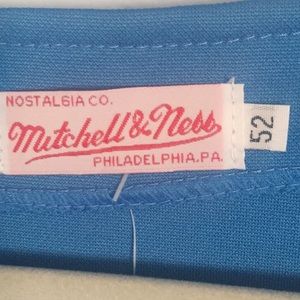 NOSTALGIA CO.
Mitchell & Ness
PHILADELPHIA, PA.
52